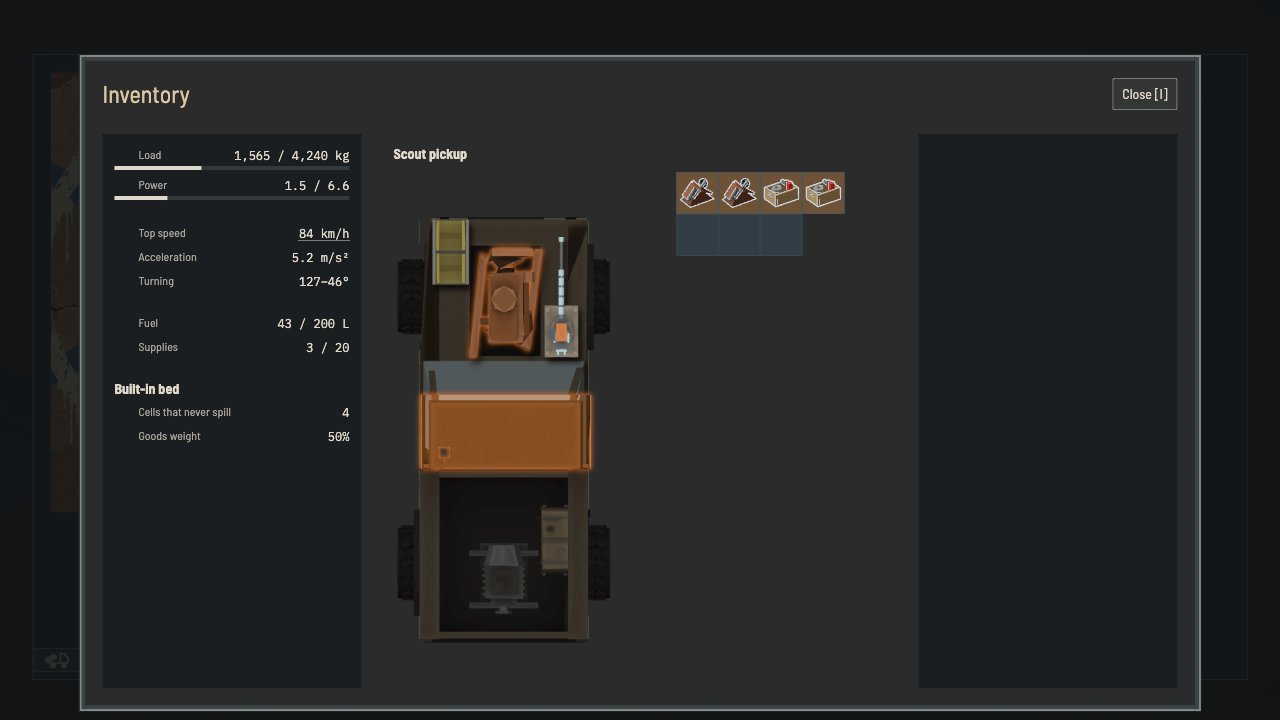 Inventory
Close [I]
Load 1,565 / 4,240 kg
Power 1.5 / 6.6
Top speed 84 km/h
Acceleration 5.2 m/s²
Turning 127–46°
Fuel 43 / 200 L
Supplies 3 / 20
Built-in bed
Cells that never spill 4
Goods weight 50%
Scout pickup